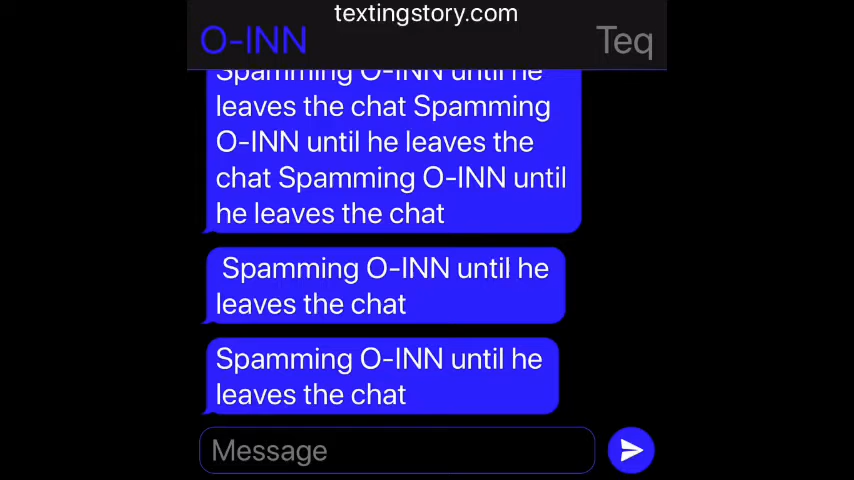 textingstory.com
O-INN
Teq
Spamming O-INN until he
leaves the chat Spamming
O-INN until he leaves the
chat Spamming O-INN until
he leaves the chat
Spamming O-INN until he
leaves the chat
Spamming O-INN until he
leaves the chat
Message